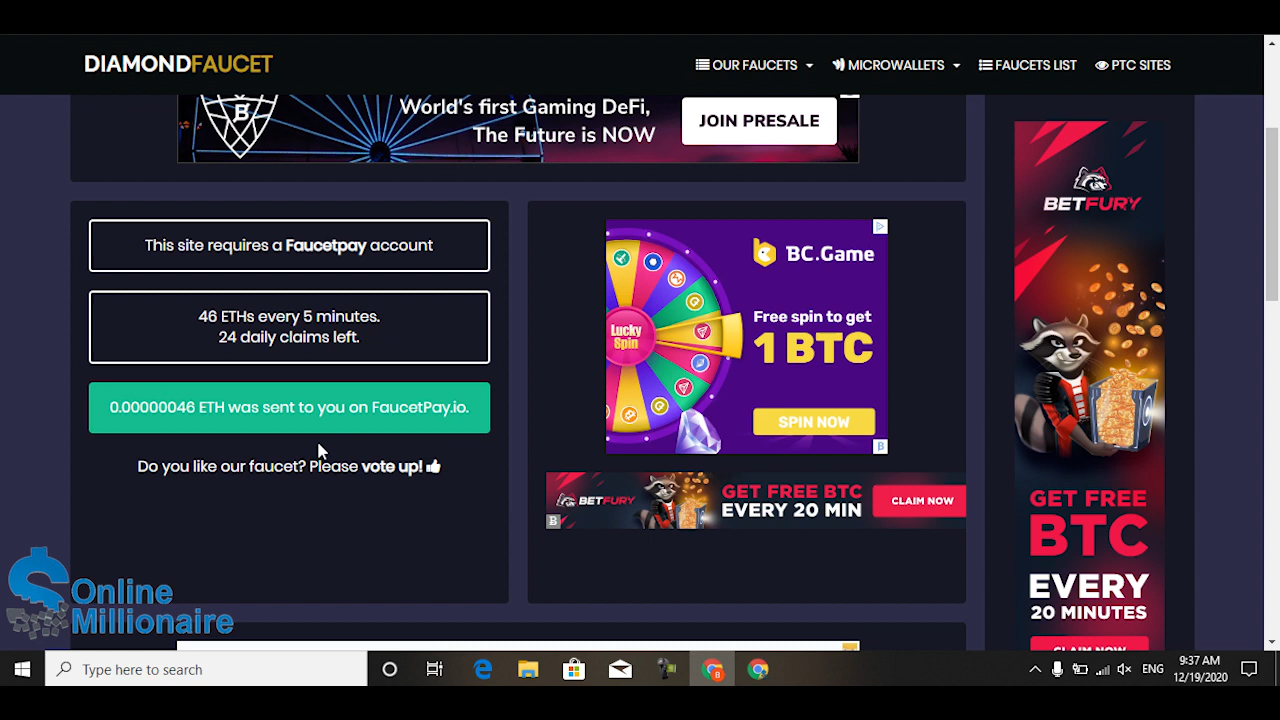 DIAMONDFAUCET
OUR FAUCETS
MICROWALLETS
FAUCETS LIST
PTC SITES
B
World's first Gaming DeFi,
The Future is NOW
JOIN PRESALE
This site requires a Faucetpay account
46 ETHs every 5 minutes.
24 daily claims left.
0.00000046 ETH was sent to you on FaucetPay.io.
Do you like our faucet? Please vote up!
Lucky
Spin
BC.Game
Free spin to get
1 BTC
SPIN NOW
B
BETFURY
GET FREE BTC
EVERY 20 MIN
CLAIM NOW
B
BETFURY
GET FREE
BTC
EVERY
20 MINUTES
CLAIM NOW
Online
Millionaire
Type here to search
B
ENG
9:37 AM
12/19/2020